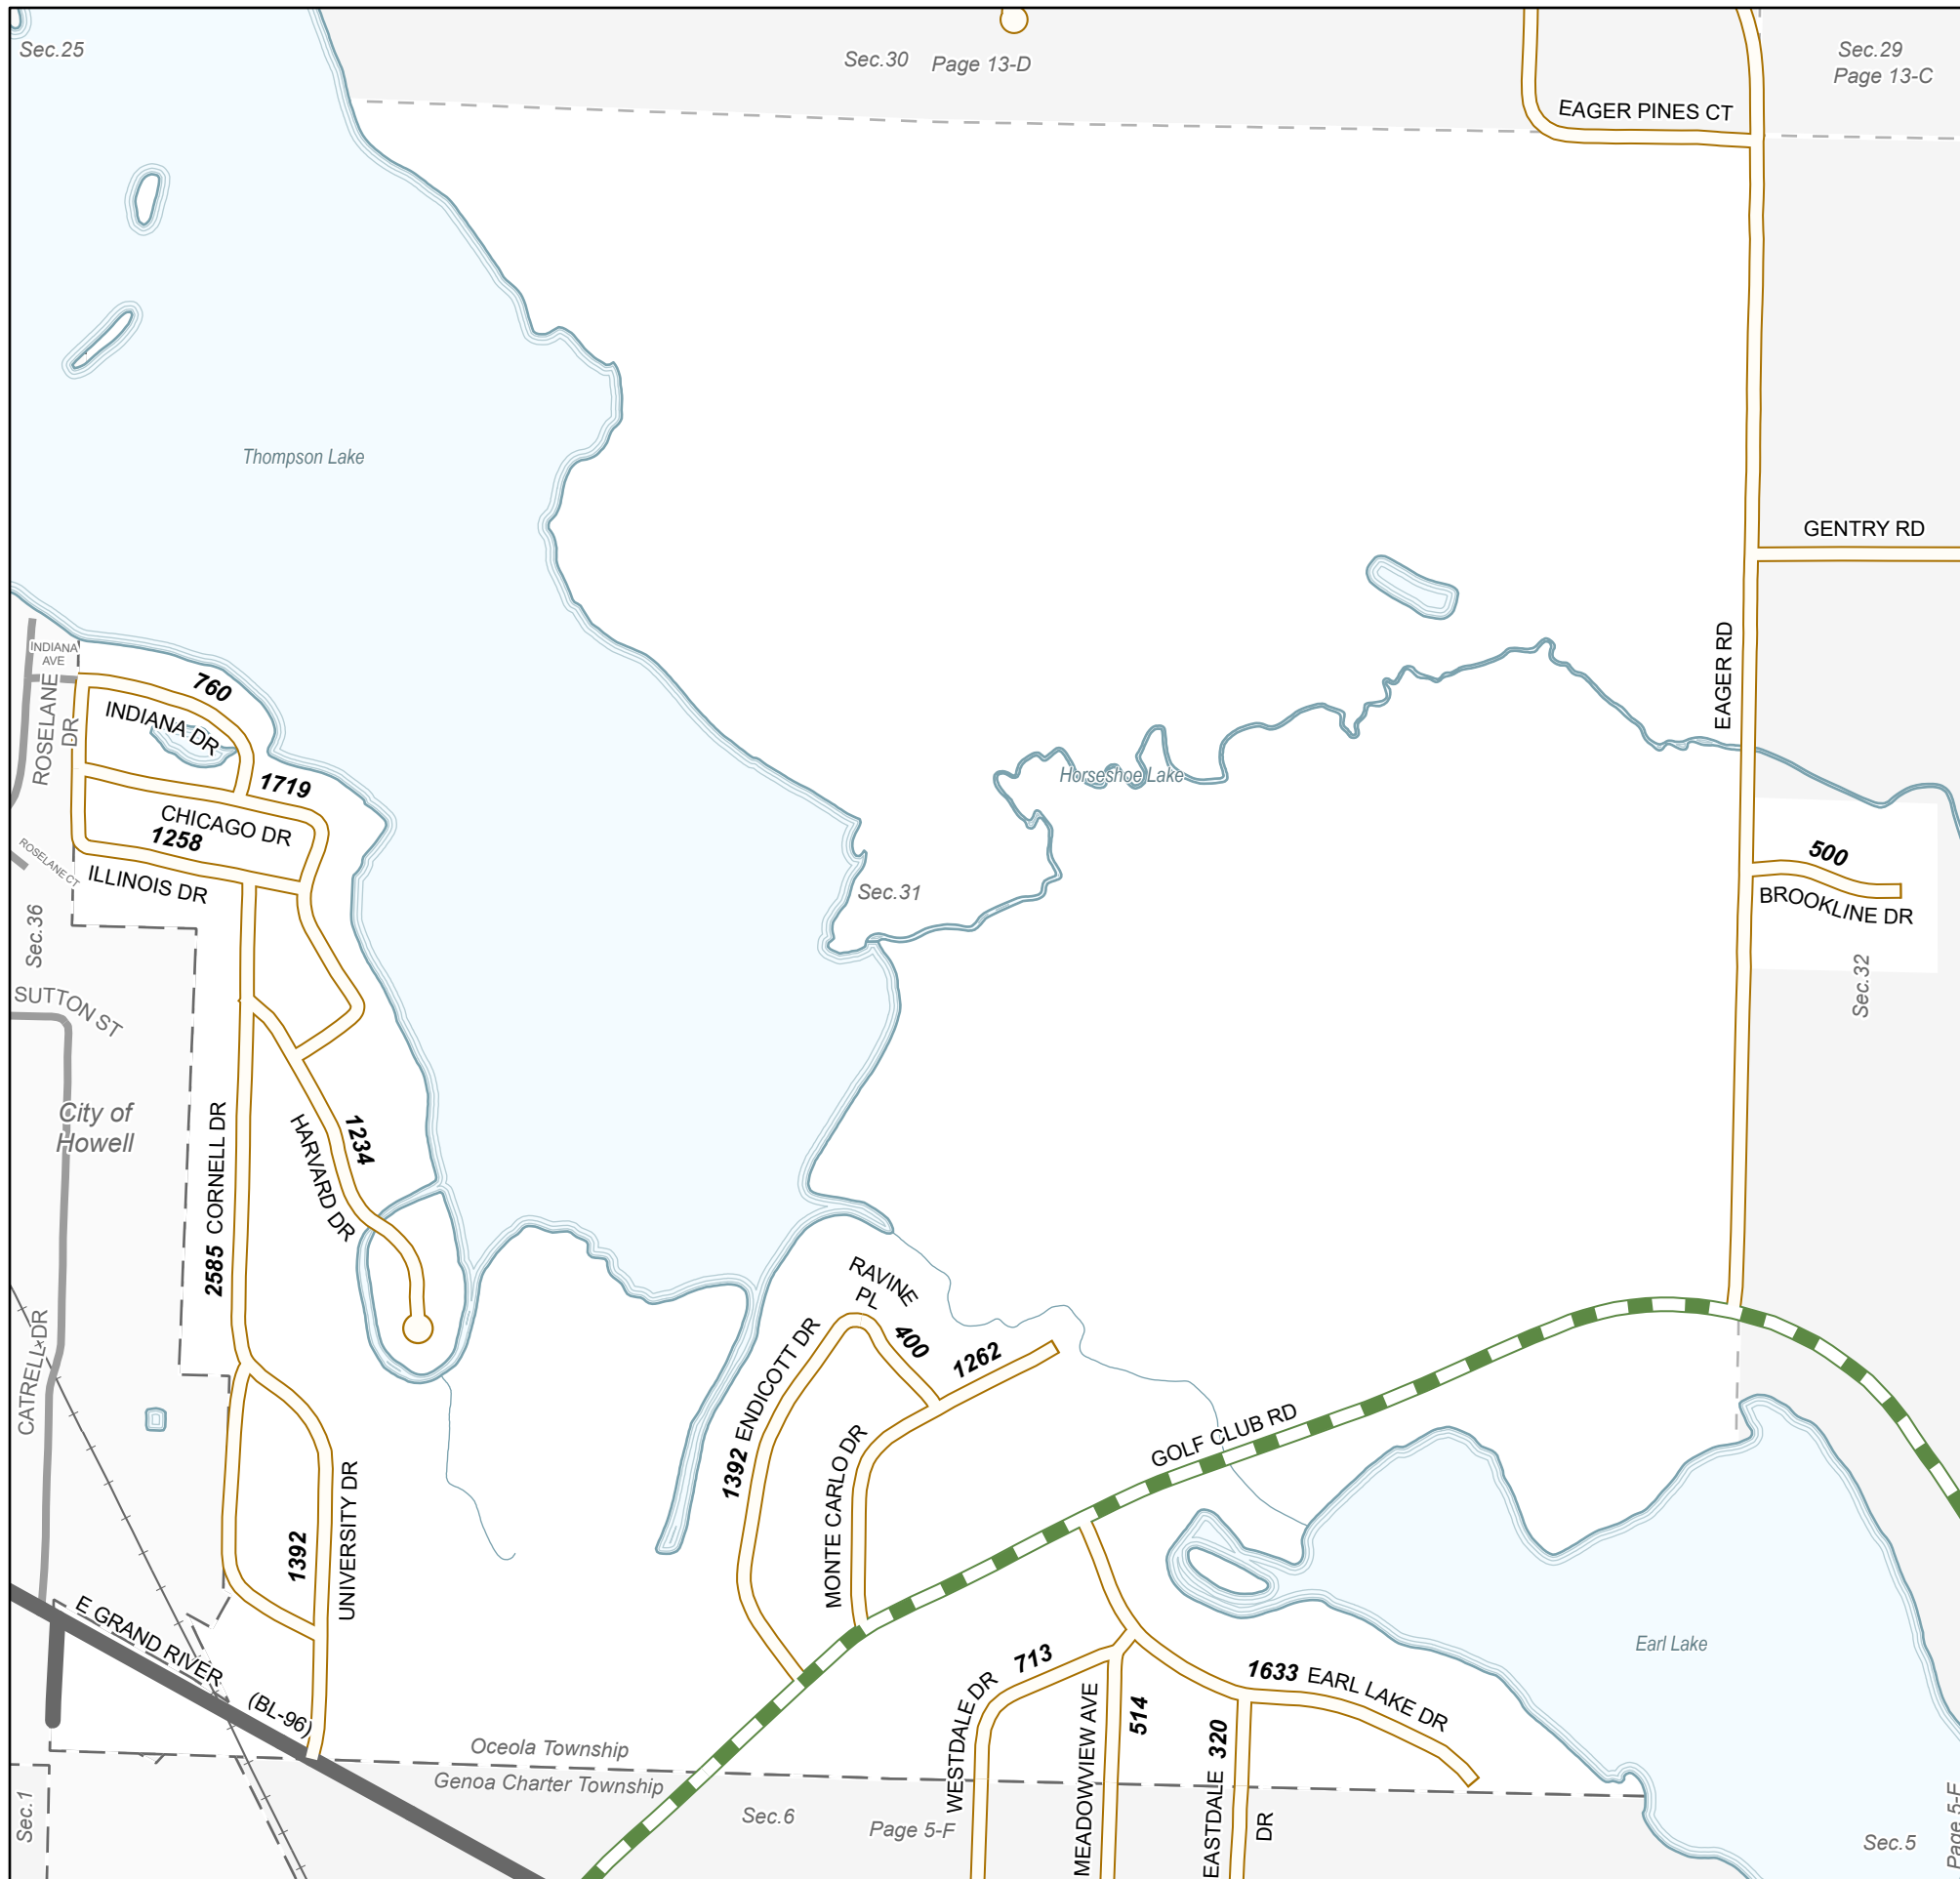 Sec.25
Sec.30
Page 13-D
Sec.29
Page 13-C
EAGER PINES CT
Thompson Lake
GENTRY RD
EAGER RD
INDIANA
AVE
ROSELANE
DR
760
INDIANA DR
1719
CHICAGO DR
1258
ILLINOIS DR
ROSELANE CT
Horseshoe Lake
Sec.31
500
BROOKLINE DR
Sec.32
Sec.36
SUTTON ST
City of
Howell
2585 CORNELL DR
HARVARD DR
1234
CATRELL DR
RAVINE
PL
400
1262
1392 ENDICOTT DR
MONTE CARLO DR
GOLF CLUB RD
1392
UNIVERSITY DR
E GRAND RIVER
(BL-96)
713
WESTDALE DR
MEADOWVIEW AVE
514
EASTDALE
DR
320
1633 EARL LAKE DR
Earl Lake
Oceola Township
Genoa Charter Township
Sec.1
Sec.6
Page 5-F
Sec.5
Page 5-F